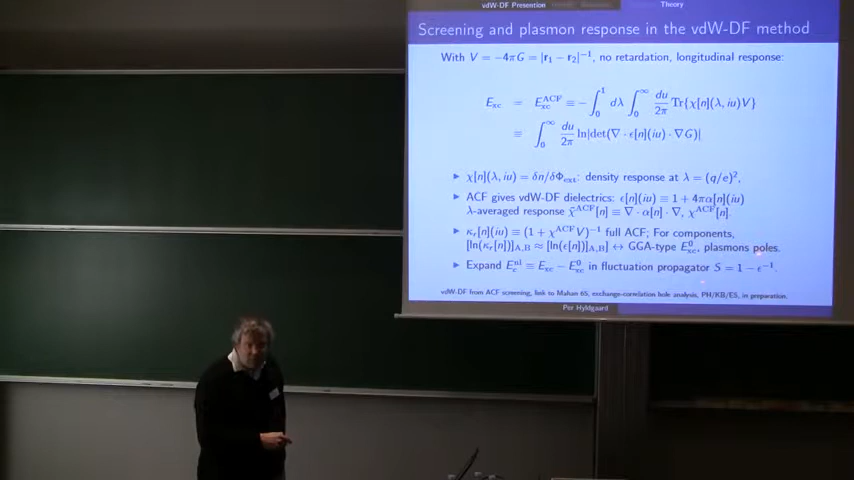 vdW-DF Presention Theory
Screening and plasmon response in the vdW-DF method
With V = −4πG = |r₁ − r₂|⁻¹, no retardation, longitudinal response:
E_xc = E_xc^ACF ≡ −∫₀¹ dλ ∫₀^∞ du/2π Tr{χ[n](λ, iu)V}
≡ ∫₀^∞ du/2π ln|det(∇ · ε[n](iu) · ∇G)|
► χ[n](λ, iu) = δn/δΦ_ext: density response at λ = (q/e)²,
► ACF gives vdW-DF dielectrics: ε[n](iu) ≡ 1 + 4πα[n](iu)
λ-averaged response χ̃^ACF[n] ≡ ∇ · α[n] · ∇, χ^ACF[n].
► κ_r[n](iu) ≡ (1 + χ^ACF V)⁻¹ full ACF; For components,
[ln(κ_r[n])]_A,B ≈ [ln(ε[n])]_A,B] ↔ GGA-type E⁰_xc, plasmons poles.
► Expand E_c^nl ≡ E_xc − E⁰_xc in fluctuation propagator S = 1 − ε⁻¹.
vdW-DF from ACF screening, link to Mahan 65, exchange-correlation hole analysis, PH/KB/ES, in preparation.
Per Hyldgaard